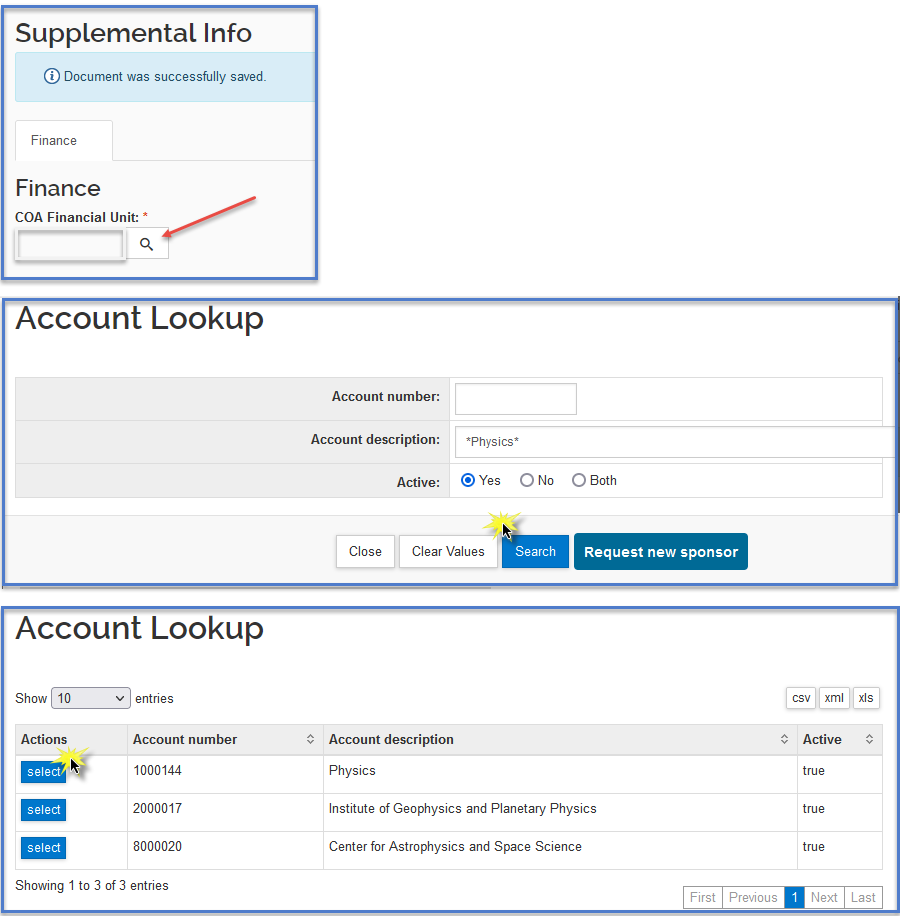 Supplemental Info
Document was successfully saved.
Finance
Finance
COA Financial Unit: *
Account Lookup
Account number:
Account description: *Physics*
Active: Yes No Both
Close Clear Values Search Request new sponsor
Account Lookup
Show 10 entries csv xml xls
Actions Account number Account description Active
select 1000144 Physics true
select 2000017 Institute of Geophysics and Planetary Physics true
select 8000020 Center for Astrophysics and Space Science true
Showing 1 to 3 of 3 entries
First Previous 1 Next Last